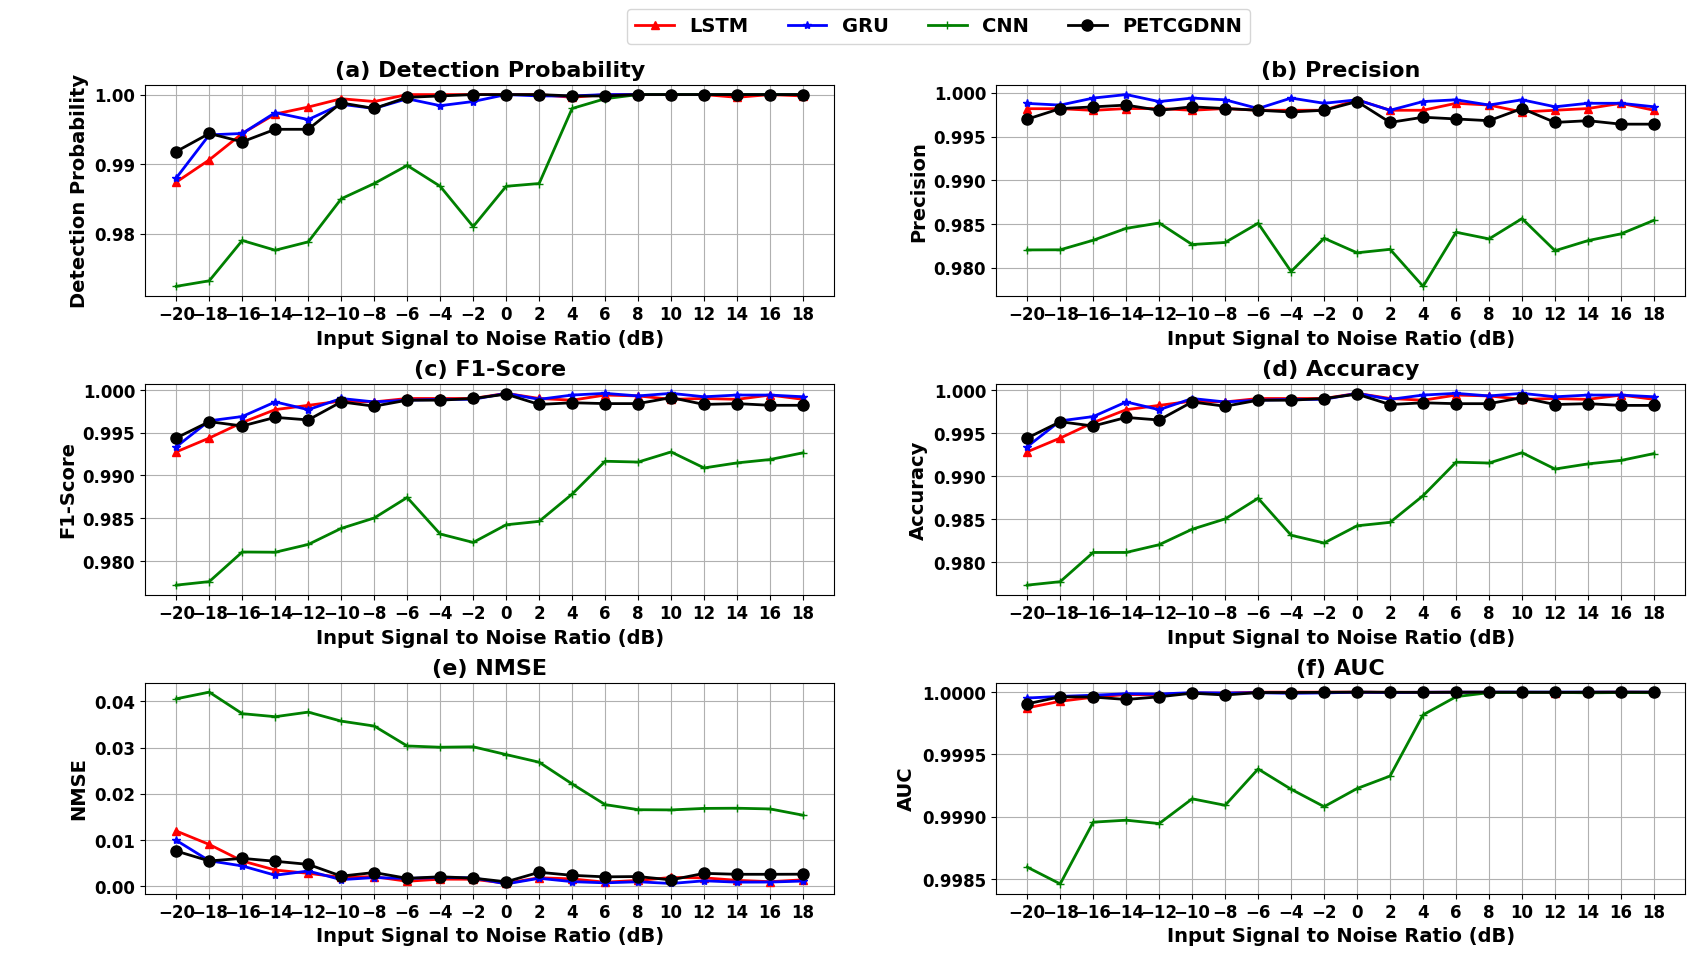 LSTM GRU CNN PETCGDNN
(a) Detection Probability
Detection Probability
1.00
0.99
0.98
−20 −18 −16 −14 −12 −10 −8 −6 −4 −2 0 2 4 6 8 10 12 14 16 18
Input Signal to Noise Ratio (dB)
(b) Precision
Precision
1.000
0.995
0.990
0.985
0.980
−20 −18 −16 −14 −12 −10 −8 −6 −4 −2 0 2 4 6 8 10 12 14 16 18
Input Signal to Noise Ratio (dB)
(c) F1-Score
F1-Score
1.000
0.995
0.990
0.985
0.980
−20 −18 −16 −14 −12 −10 −8 −6 −4 −2 0 2 4 6 8 10 12 14 16 18
Input Signal to Noise Ratio (dB)
(d) Accuracy
Accuracy
1.000
0.995
0.990
0.985
0.980
−20 −18 −16 −14 −12 −10 −8 −6 −4 −2 0 2 4 6 8 10 12 14 16 18
Input Signal to Noise Ratio (dB)
(e) NMSE
NMSE
0.04
0.03
0.02
0.01
0.00
−20 −18 −16 −14 −12 −10 −8 −6 −4 −2 0 2 4 6 8 10 12 14 16 18
Input Signal to Noise Ratio (dB)
(f) AUC
AUC
1.0000
0.9995
0.9990
0.9985
−20 −18 −16 −14 −12 −10 −8 −6 −4 −2 0 2 4 6 8 10 12 14 16 18
Input Signal to Noise Ratio (dB)